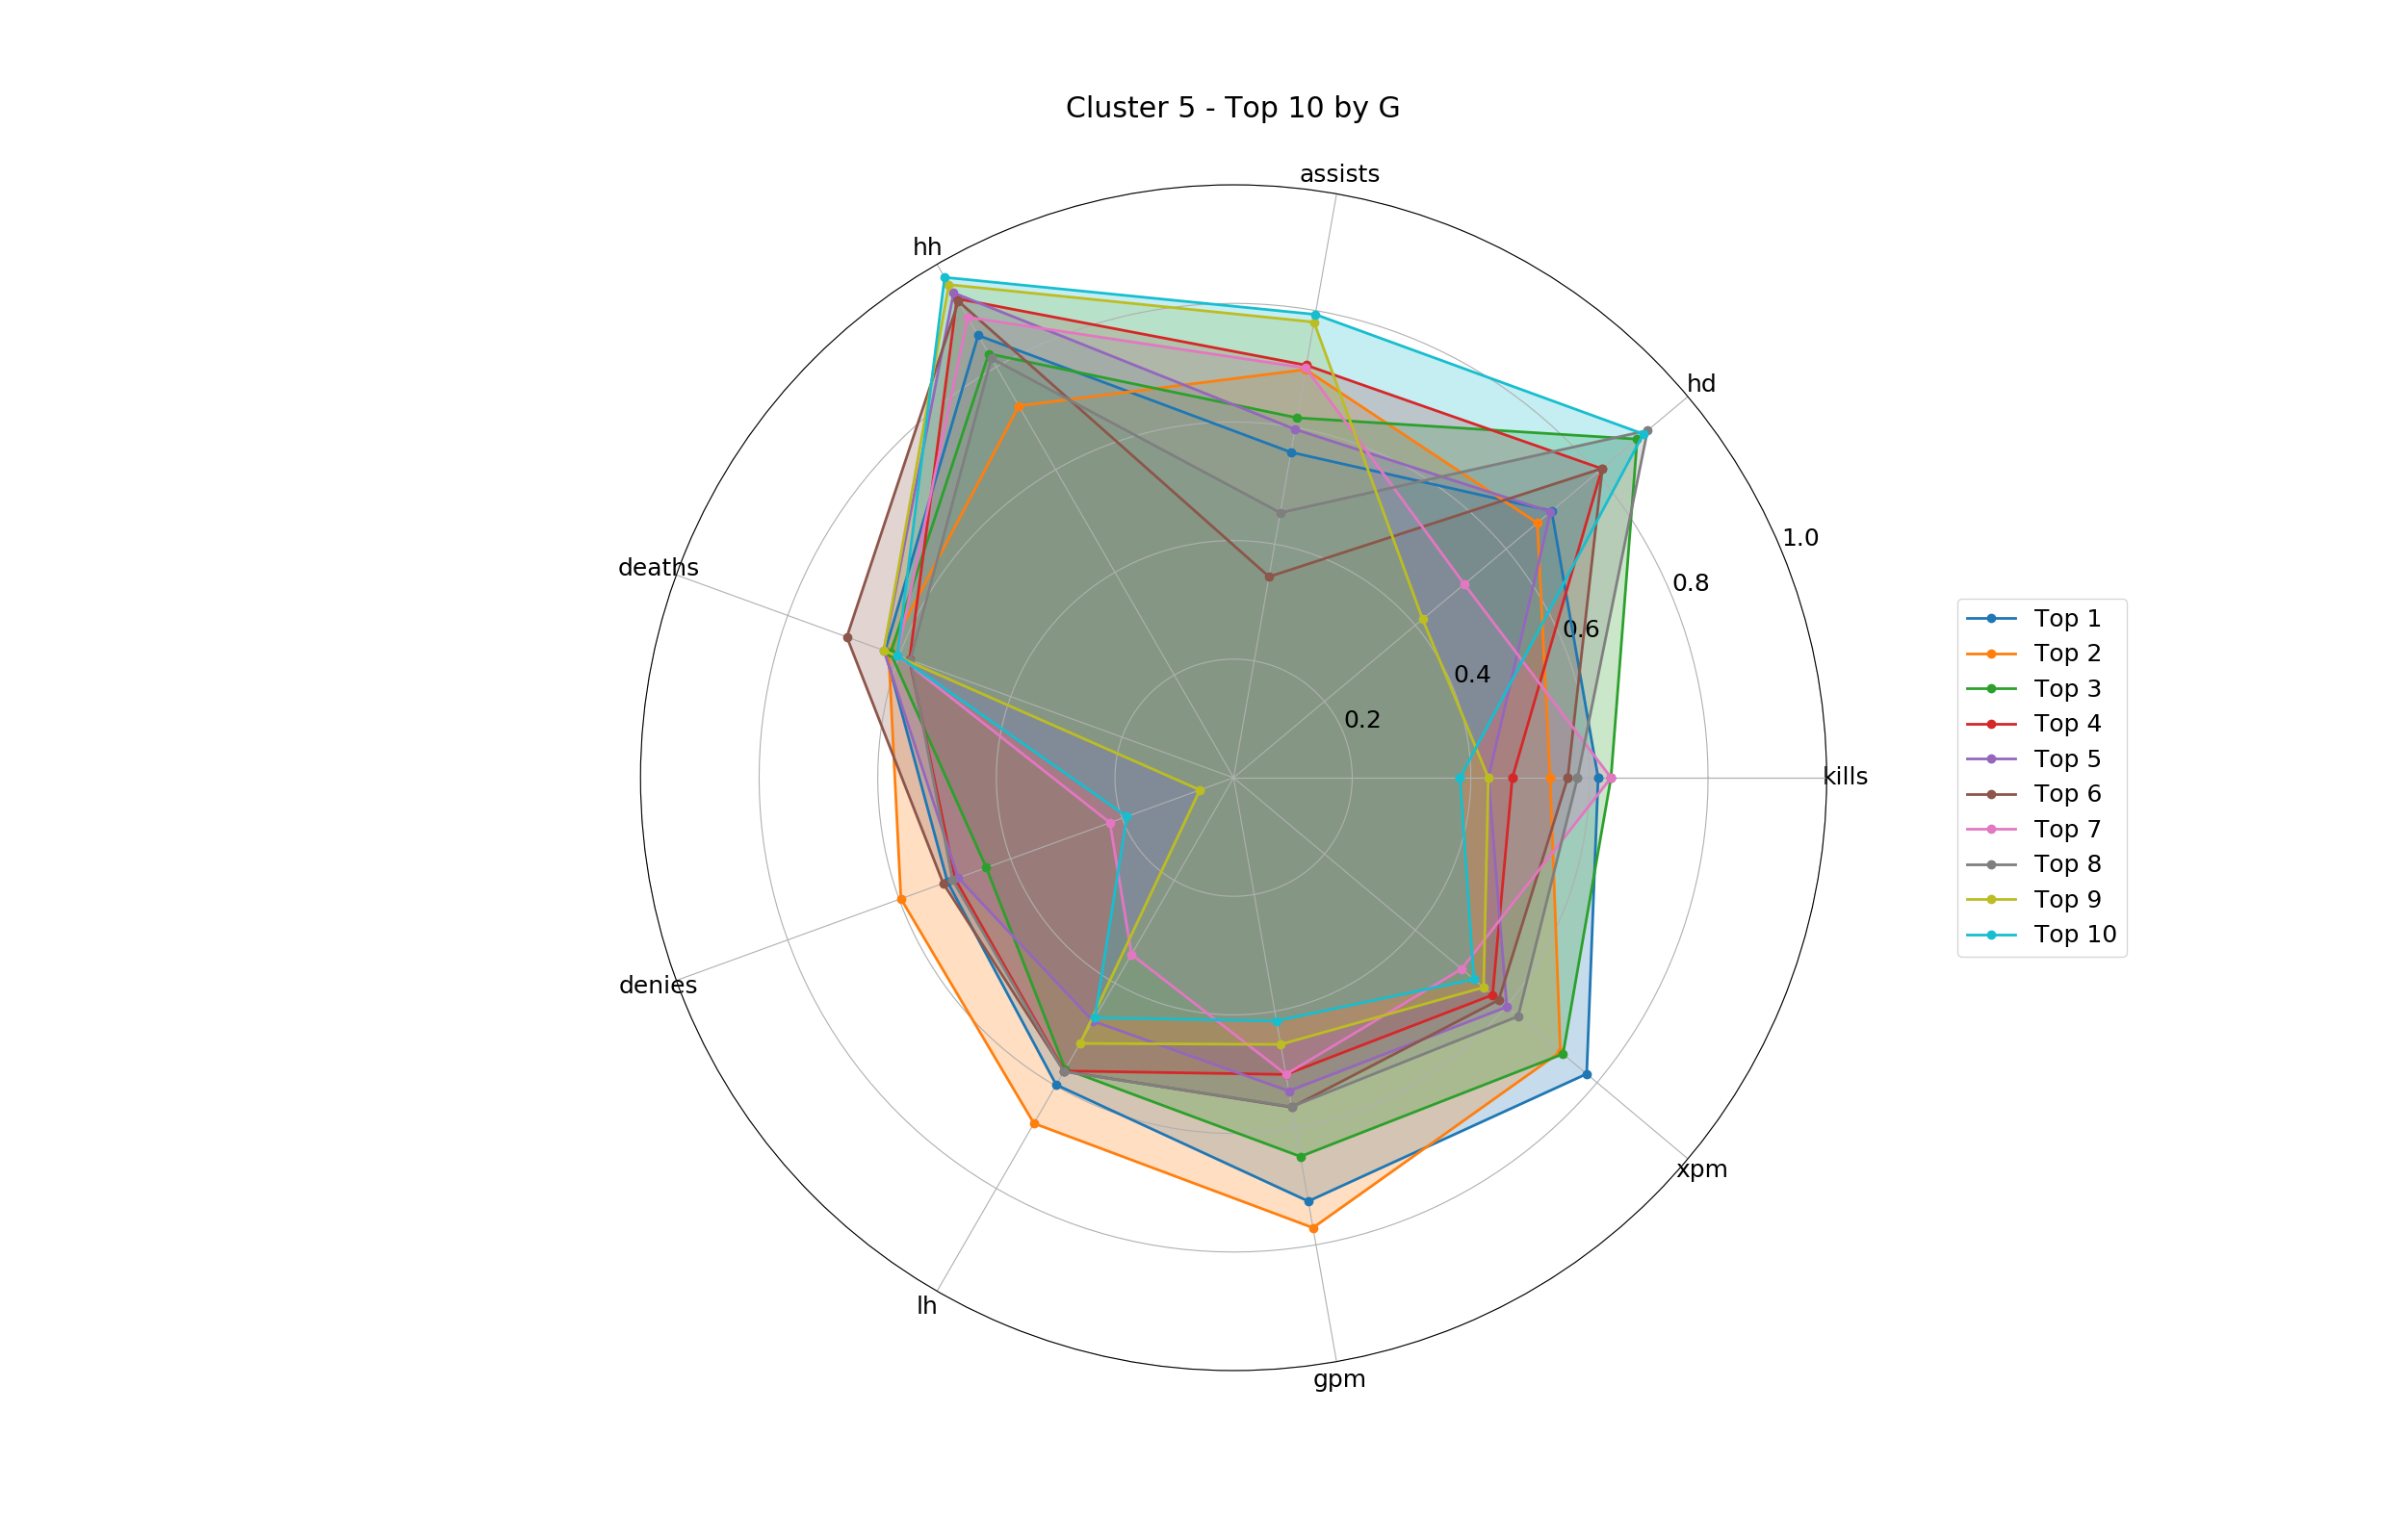 Cluster 5 - Top 10 by G
assists
hh
hd
1.0
deaths
0.8
0.6
0.4
0.2
kills
denies
xpm
lh
gpm
Top 1
Top 2
Top 3
Top 4
Top 5
Top 6
Top 7
Top 8
Top 9
Top 10